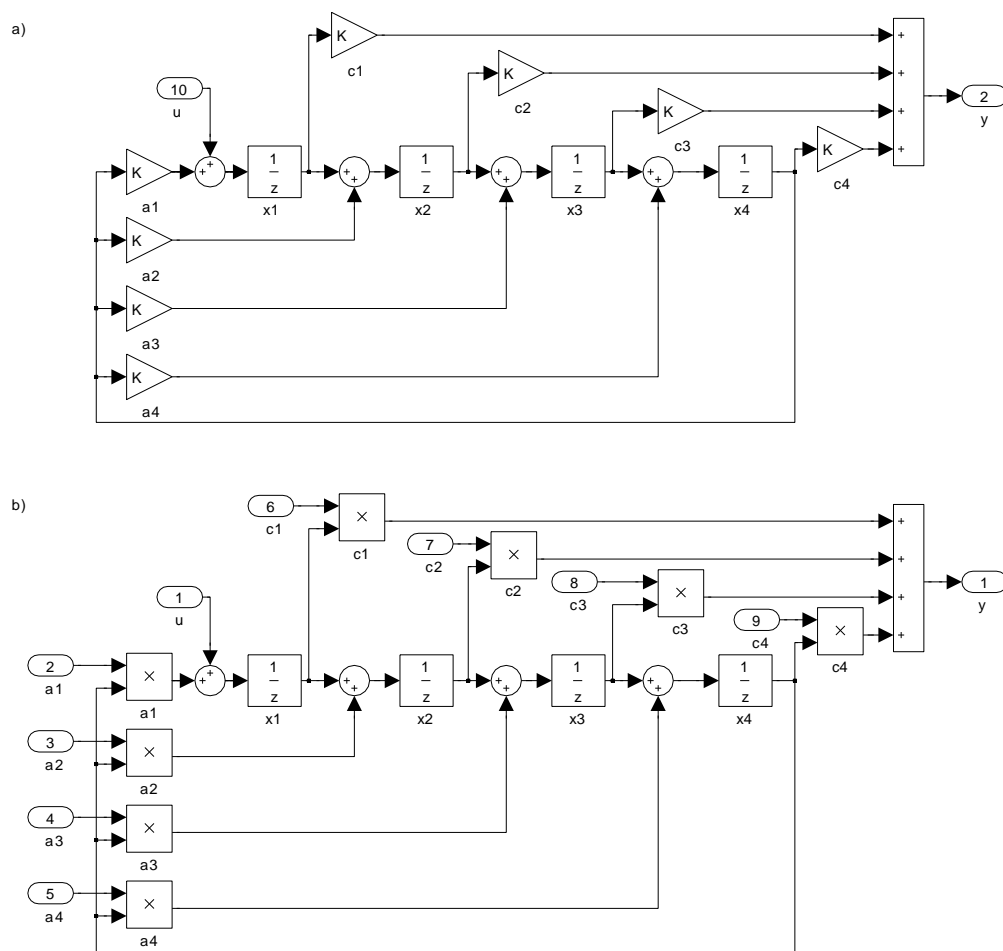 a)
K
c1
+
K
c2
+
10
u
K
c3
+
2
y
K
a1
+
+
1
z
x1
+
+
1
z
x2
+
+
1
z
x3
+
+
1
z
x4
K
c4
+
K
a2
K
a3
K
a4
b)
6
c1
×
c1
+
7
c2
×
c2
+
8
c3
×
c3
+
1
y
9
c4
×
c4
+
1
u
2
a1
×
a1
+
+
1
z
x1
+
+
1
z
x2
+
+
1
z
x3
+
+
1
z
x4
3
a2
×
a2
4
a3
×
a3
5
a4
×
a4